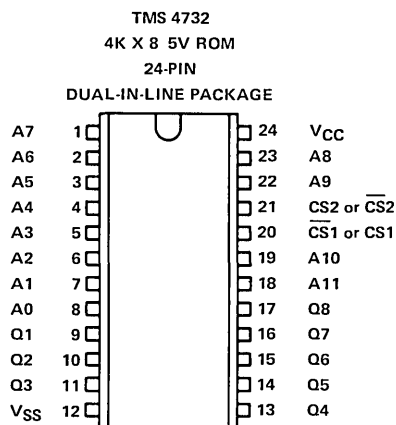 TMS 4732
4K X 8 5V ROM
24-PIN
DUAL-IN-LINE PACKAGE
A7 1 24 VCC
A6 2 23 A8
A5 3 22 A9
A4 4 21 CS2 or C̅S̅2̅
A3 5 20 C̅S̅1̅ or CS1
A2 6 19 A10
A1 7 18 A11
A0 8 17 Q8
Q1 9 16 Q7
Q2 10 15 Q6
Q3 11 14 Q5
VSS 12 13 Q4